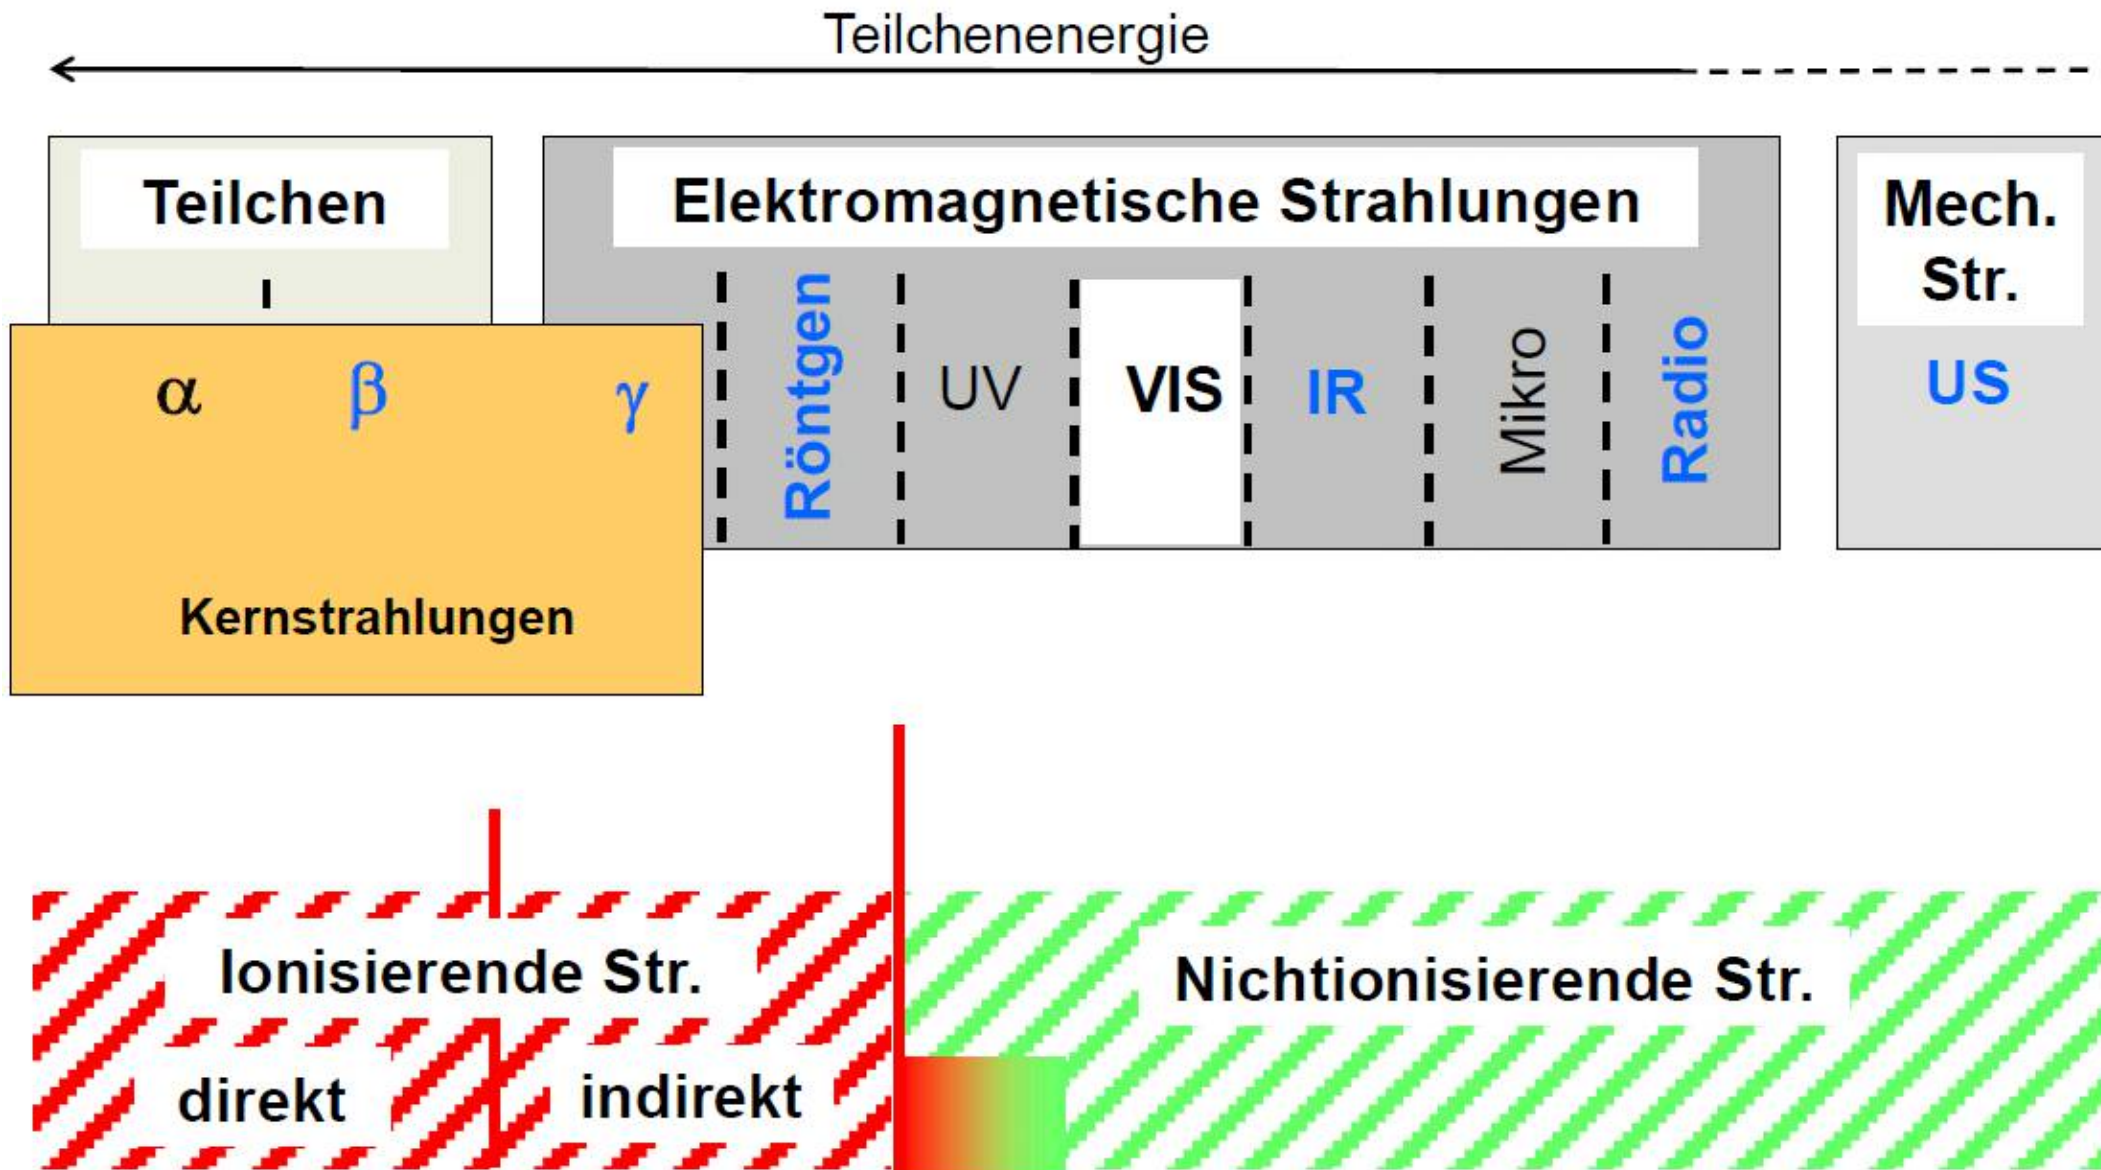 Teilchenenergie
Teilchen
Elektromagnetische Strahlungen
Mech.
Str.
α
β
γ
Röntgen
UV
VIS
IR
Mikro
Radio
US
Kernstrahlungen
Ionisierende Str.
Nichtionisierende Str.
direkt
indirekt